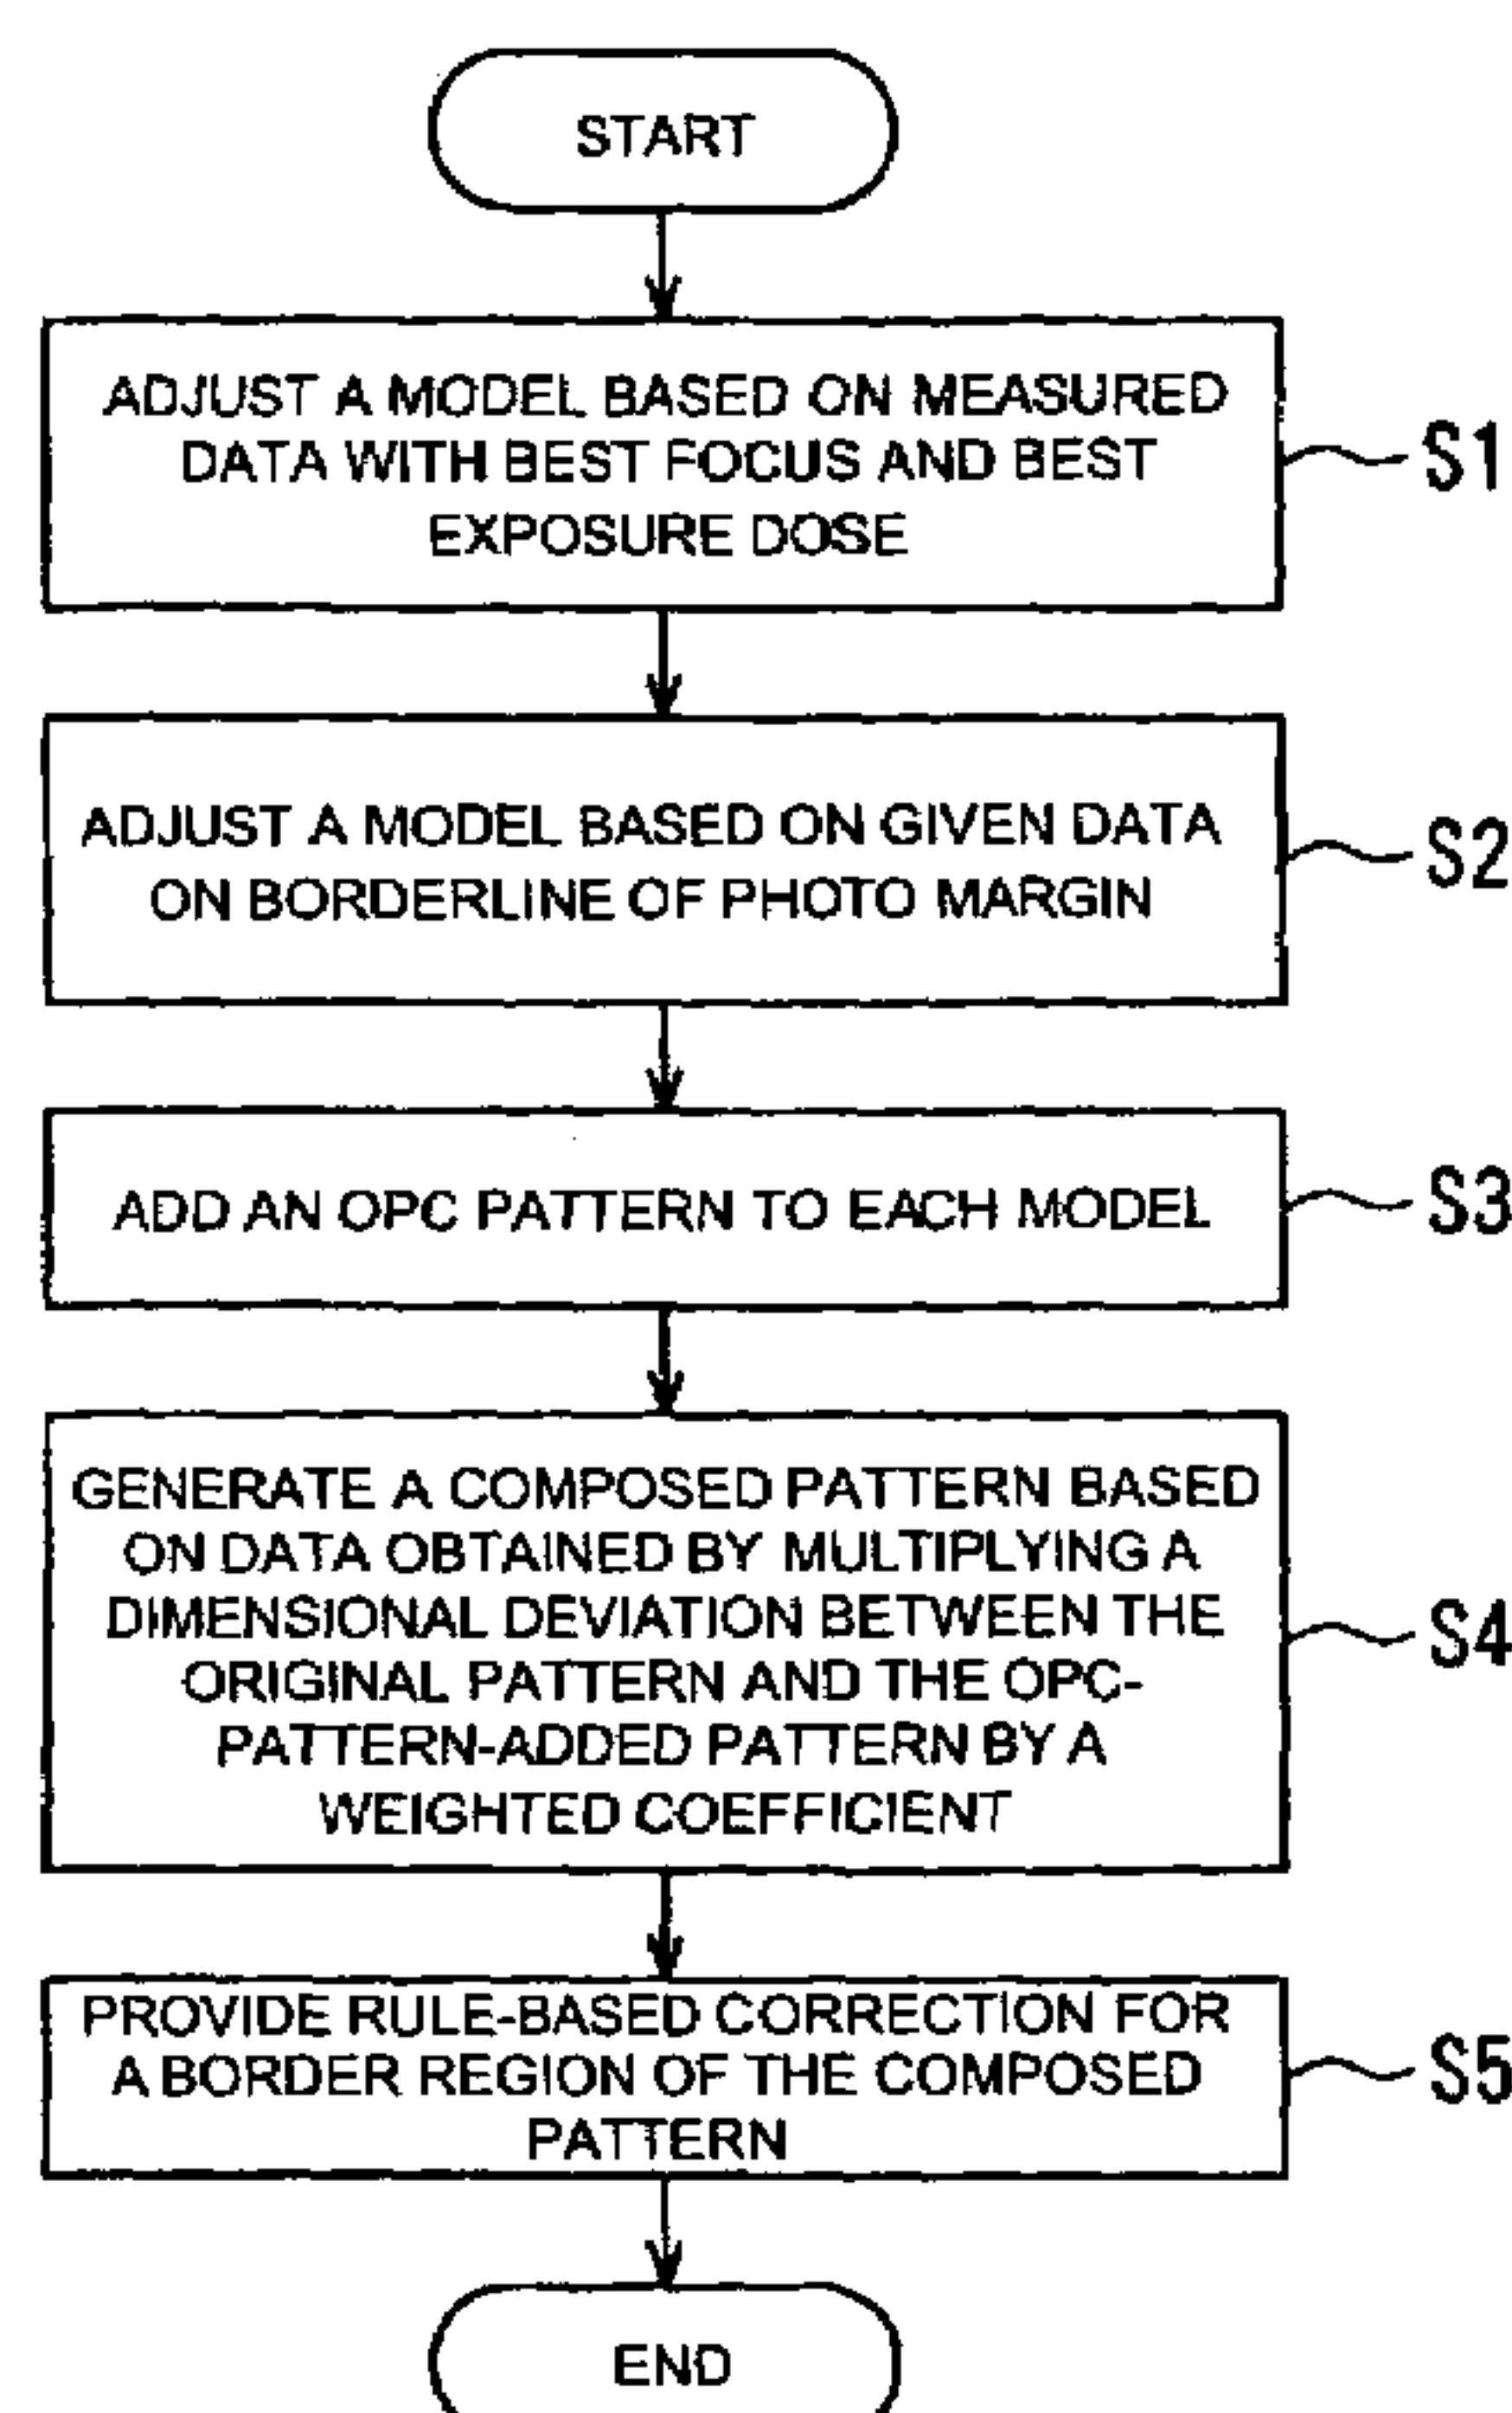 START
ADJUST A MODEL BASED ON MEASURED
DATA WITH BEST FOCUS AND BEST
EXPOSURE DOSE
S1
ADJUST A MODEL BASED ON GIVEN DATA
ON BORDERLINE OF PHOTO MARGIN
S2
ADD AN OPC PATTERN TO EACH MODEL
S3
GENERATE A COMPOSED PATTERN BASED
ON DATA OBTAINED BY MULTIPLYING A
DIMENSIONAL DEVIATION BETWEEN THE
ORIGINAL PATTERN AND THE OPC-
PATTERN-ADDED PATTERN BY A
WEIGHTED COEFFICIENT
S4
PROVIDE RULE-BASED CORRECTION FOR
A BORDER REGION OF THE COMPOSED
PATTERN
S5
END